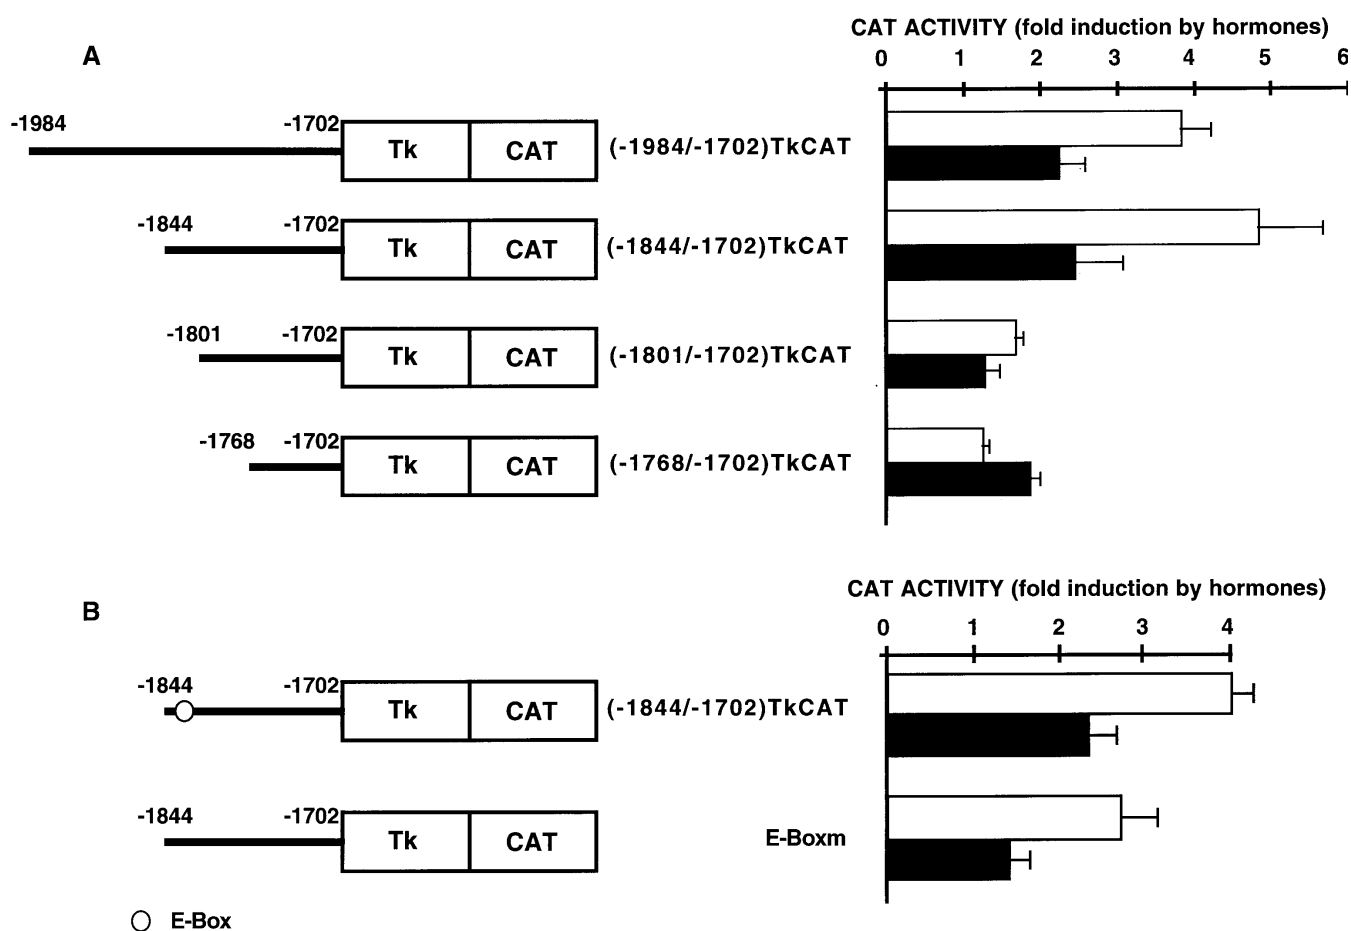 A
CAT ACTIVITY (fold induction by hormones)
0 1 2 3 4 5 6
-1984 -1702
Tk CAT (-1984/-1702)TkCAT
-1844 -1702
Tk CAT (-1844/-1702)TkCAT
-1801 -1702
Tk CAT (-1801/-1702)TkCAT
-1768 -1702
Tk CAT (-1768/-1702)TkCAT
B
CAT ACTIVITY (fold induction by hormones)
0 1 2 3 4
-1844 -1702
Tk CAT (-1844/-1702)TkCAT
-1844 -1702
Tk CAT E-Boxm
E-Box